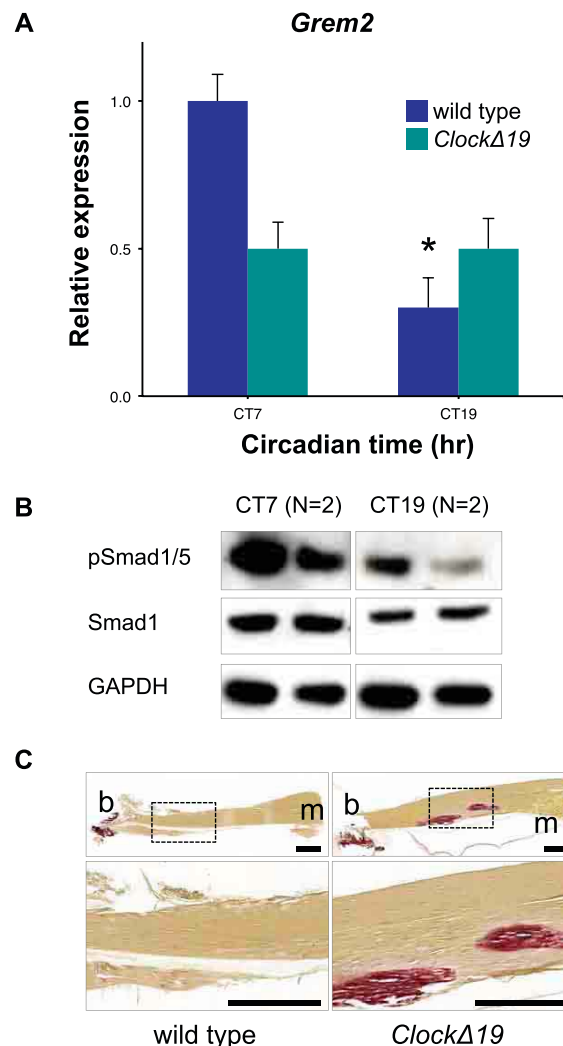 A
Grem2
Relative expression
1.0
0.5
0.0
wild type
ClockΔ19
*
CT7
CT19
Circadian time (hr)
B
CT7 (N=2)
CT19 (N=2)
pSmad1/5
Smad1
GAPDH
C
b
m
b
m
wild type
ClockΔ19